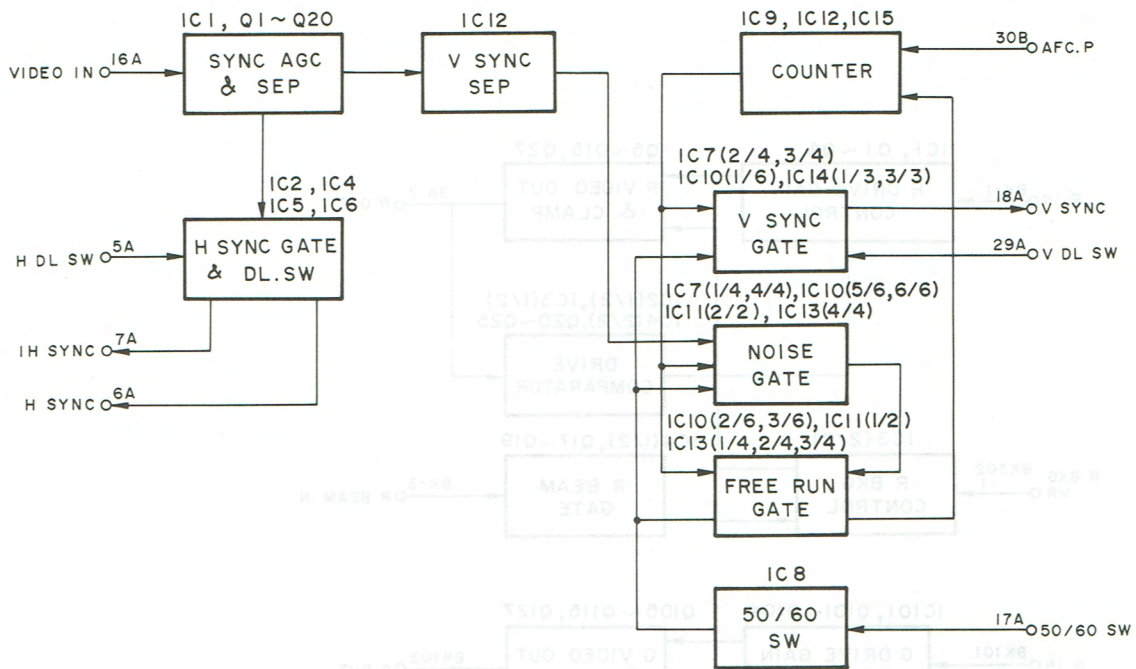 IC1, Q1~Q20
IC12
IC9, IC12, IC15
VIDEO IN
16A
SYNC AGC
& SEP
V SYNC
SEP
COUNTER
30B
AFC.P
IC2, IC4
IC5, IC6
IC7(2/4, 3/4)
IC10(1/6), IC14(1/3, 3/3)
H DL SW
5A
H SYNC GATE
& DL.SW
V SYNC
GATE
18A
V SYNC
29A
V DL SW
IC7(1/4, 4/4), IC10(5/6, 6/6)
IC11(2/2), IC13(4/4)
IH SYNC
7A
NOISE
GATE
H SYNC
6A
IC10(2/6, 3/6), IC11(1/2)
IC13(1/4, 2/4, 3/4)
FREE RUN
GATE
IC8
50/60
SW
17A
50/60 SW